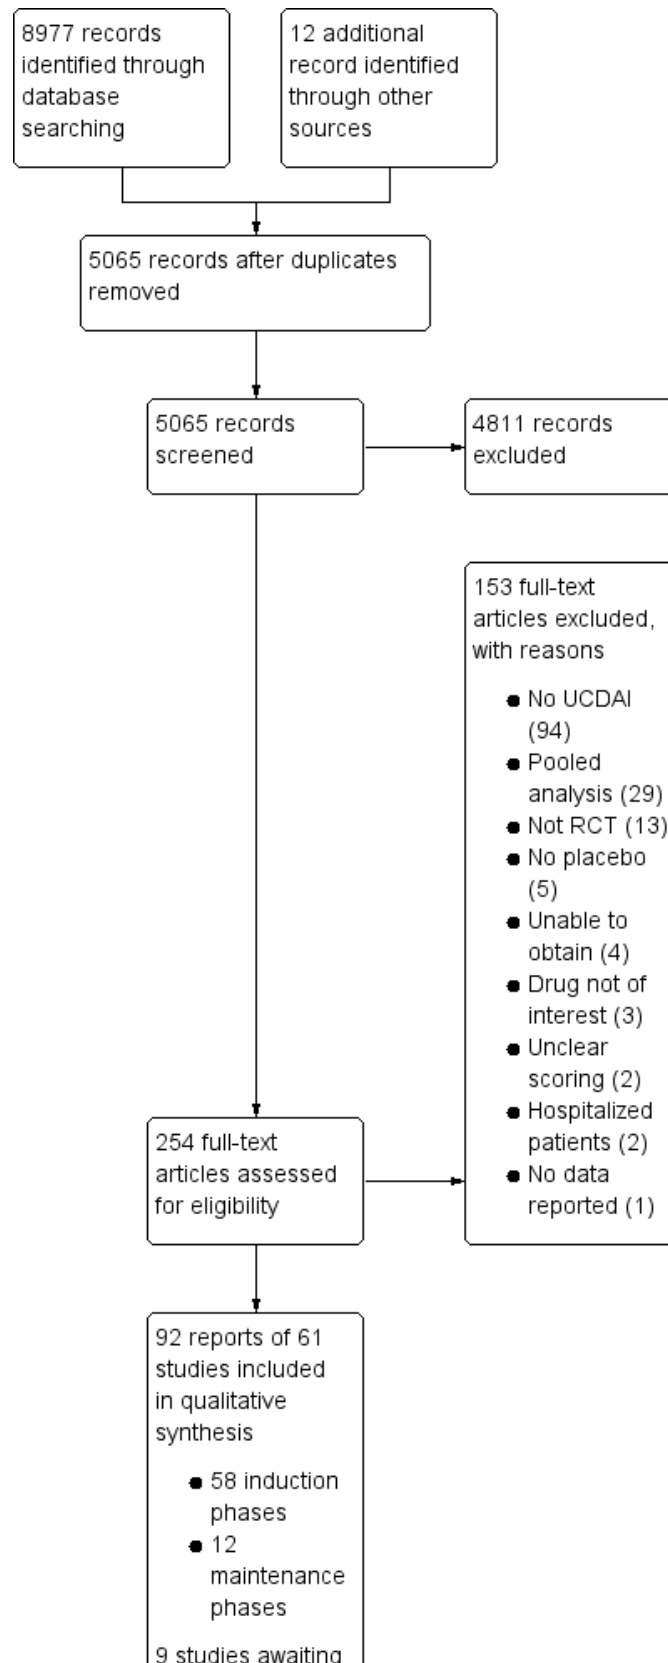 8977 records
identified through
database
searching
12 additional
record identified
through other
sources
5065 records after duplicates
removed
5065 records
screened
4811 records
excluded
153 full-text
articles excluded,
with reasons
● No UCDAI
(94)
● Pooled
analysis (29)
● Not RCT (13)
● No placebo
(5)
● Unable to
obtain (4)
● Drug not of
interest (3)
● Unclear
scoring (2)
● Hospitalized
patients (2)
● No data
reported (1)
254 full-text
articles assessed
for eligibility
92 reports of 61
studies included
in qualitative
synthesis
● 58 induction
phases
● 12
maintenance
phases
9 studies awaiting